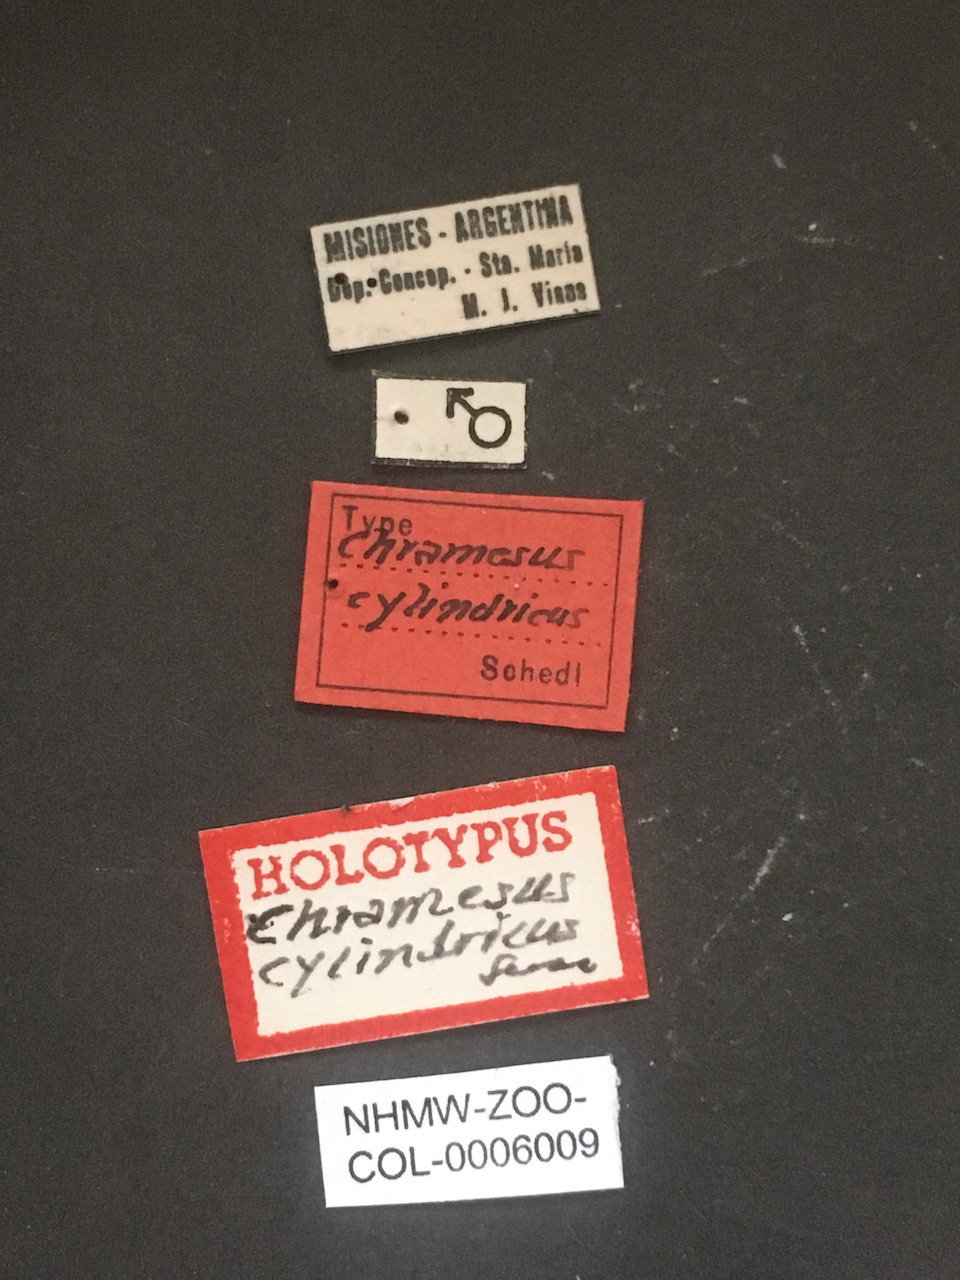 MISIONES - ARGENTINA
Dep. Concep. - Sta. Maria
M. J. Viana
♂
Type
Chramesus
cylindricus
Schedl
HOLOTYPUS
Chramesus
cylindricus
NHMW-ZOO-
COL-0006009